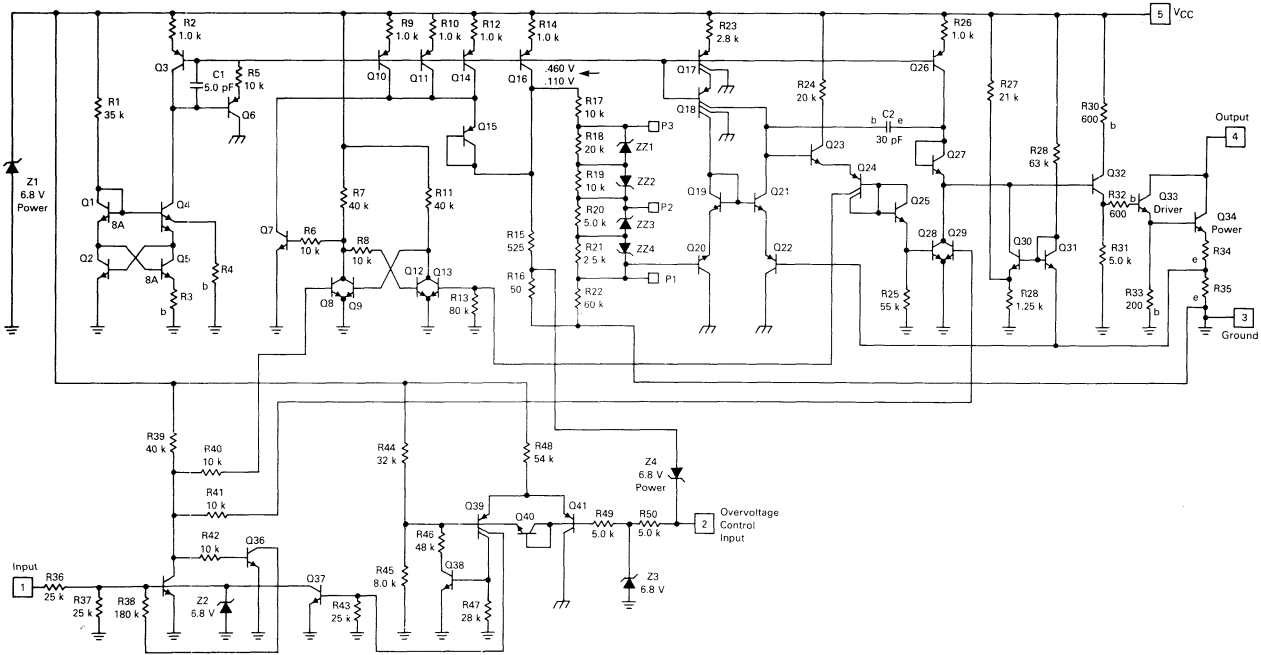 R2
1.0 k
R9
1.0 k
R10
1.0 k
R12
1.0 k
R14
1.0 k
R23
2.8 k
R26
1.0 k
5
VCC
Q3
C1
5.0 pF
R5
10 k
Q6
Q10
Q11
Q14
Q16
.460 V
.110 V
Q17
Q18
Q26
R24
20 k
R27
21 k
R1
35 k
R17
10 k
R18
20 k
R19
10 k
R20
5.0 k
R21
2 5 k
R22
60 k
P3
ZZ1
ZZ2
P2
ZZ3
ZZ4
P1
b
C2
e
30 pF
R30
600
b
R28
63 k
Output
4
Z1
6.8 V
Power
Q15
Q23
Q24
Q25
Q27
Q32
R32
600
b
Q33
Driver
Q34
Power
Q1
8A
Q4
Q2
8A
Q5
R3
b
R4
b
Q7
R6
10 k
R7
40 k
R8
10 k
R11
40 k
Q8
Q9
Q12
Q13
R13
80 k
R15
525
R16
50
Q19
Q21
Q20
Q22
Q28
Q29
R25
55 k
Q30
Q31
R28
1.25 k
R31
5.0 k
R33
200
b
R34
e
R35
e
3
Ground
R39
40 k
R40
10 k
R41
10 k
R42
10 k
Q36
R44
32 k
R48
54 k
Z4
6.8 V
Power
Q39
Q40
Q41
R49
5.0 k
R50
5.0 k
2
Overvoltage
Control
Input
Input
1
R36
25 k
R37
25 k
R38
180 k
Z2
6.8 V
Q37
R43
25 k
R45
8.0 k
R46
48 k
Q38
R47
28 k
Z3
6.8 V